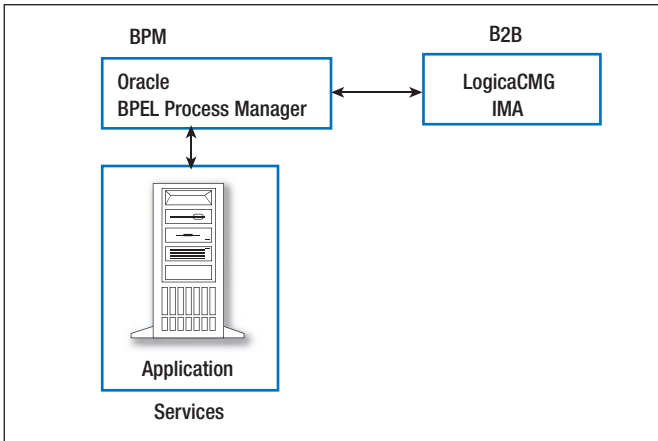 BPM
B2B
Oracle
BPEL Process Manager
LogicaCMG
IMA
Application
Services